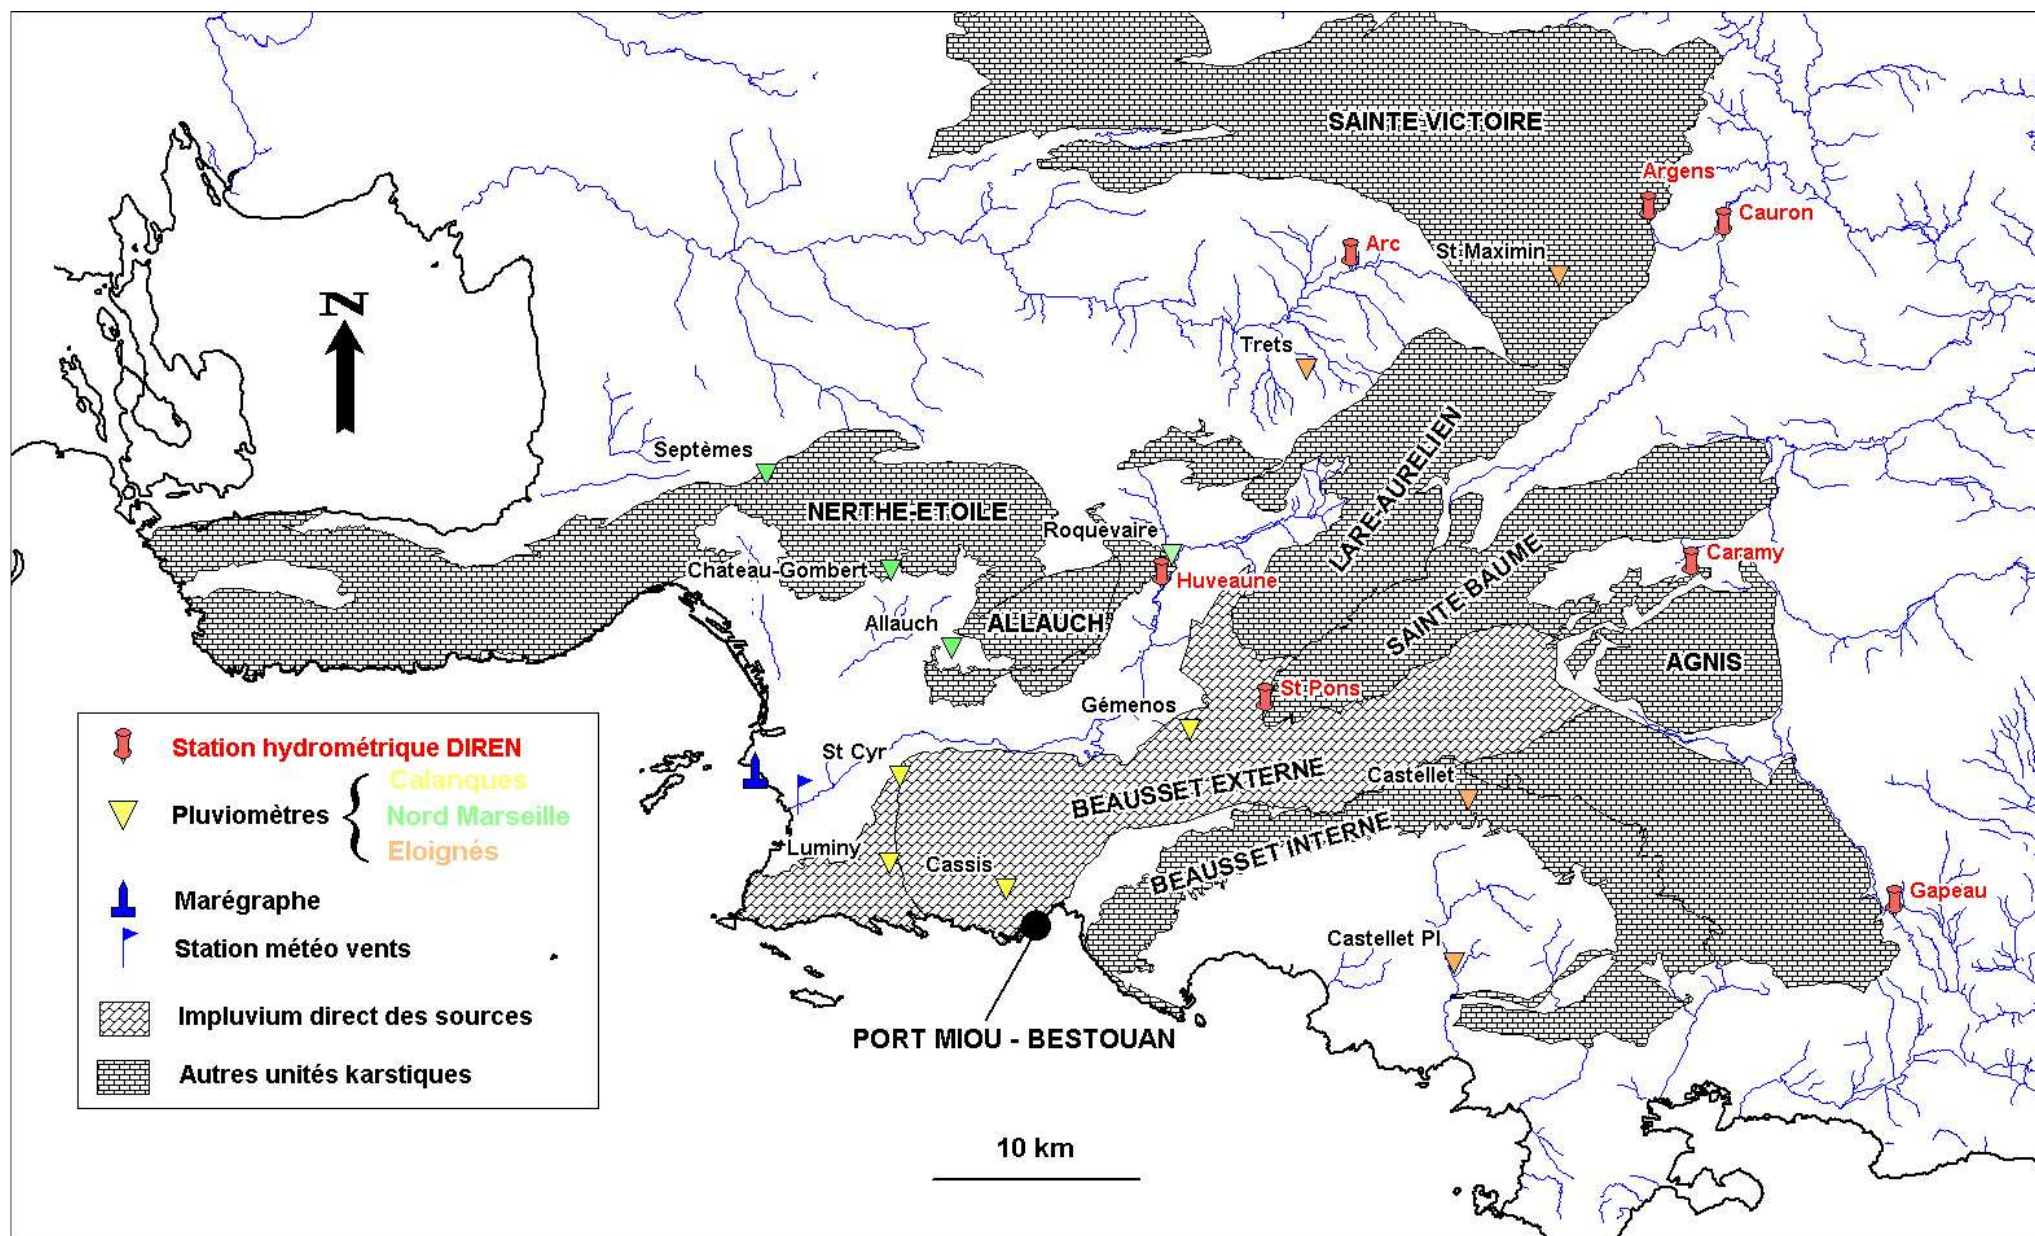 SAINTE VICTOIRE
Argens
Cauron
Arc
St Maximin
N
Trets
Septèmes
NERTHE-ETOILE
LARE-AURELIEN
Roquevaire
Chateau-Gombert
Huveaune
Caramy
SAINTE BAUME
Allauch
ALLAUCH
AGNIS
St Pons
Gémenos
St Cyr
BEAUSSET EXTERNE
Castellet
Luminy
Cassis
BEAUSSET INTERNE
Gapeau
Castellet Pl
PORT MIOU - BESTOUAN
Station hydrométrique DIREN
Calanques
Pluviomètres
Nord Marseille
Eloignés
Marégraphe
Station météo vents
Impluvium direct des sources
Autres unités karstiques
10 km